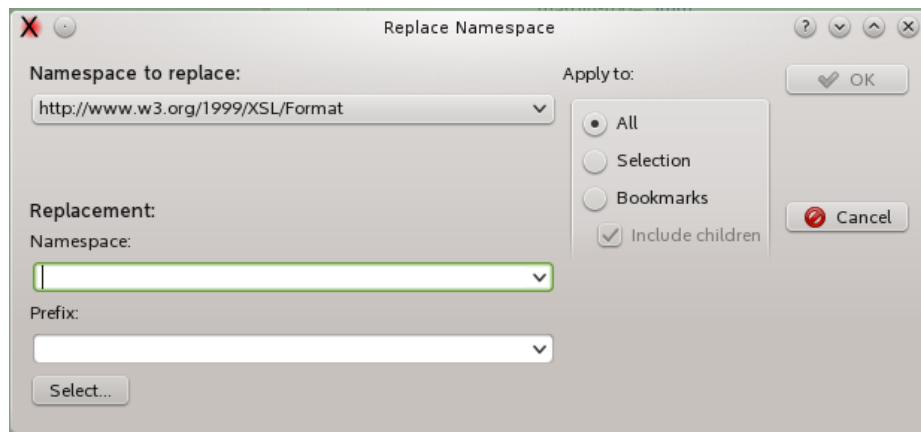 Replace Namespace
Namespace to replace:
http://www.w3.org/1999/XSL/Format
Apply to:
All
Selection
Bookmarks
Include children
OK
Cancel
Replacement:
Namespace:
Prefix:
Select...